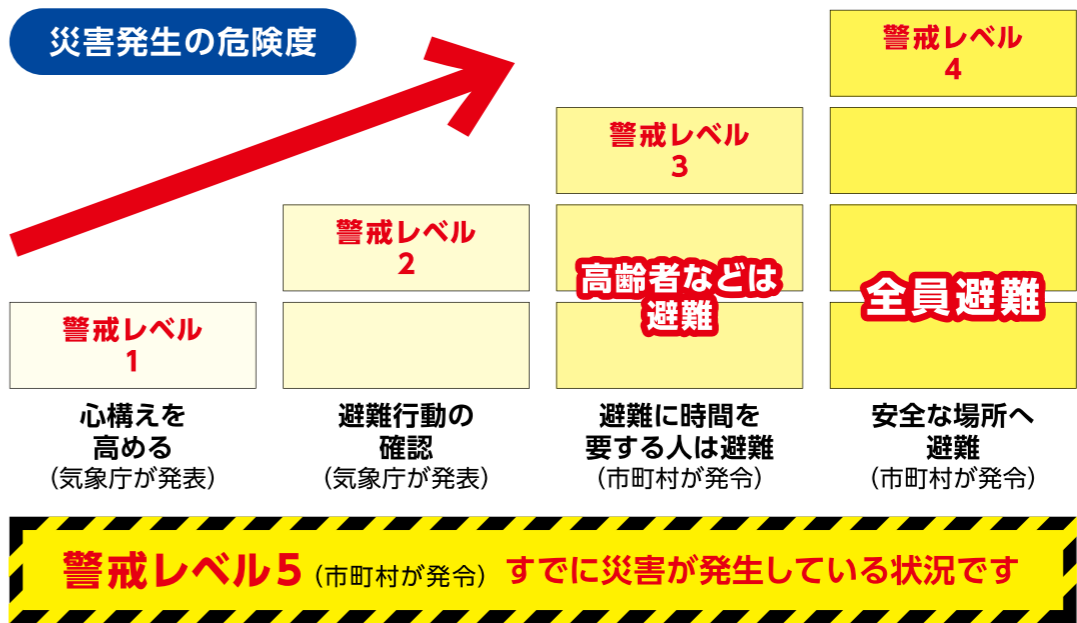 災害発生の危険度
警戒レベル
1
心構えを
高める
(気象庁が発表)
警戒レベル
2
避難行動の
確認
(気象庁が発表)
警戒レベル
3
高齢者などは
避難
避難に時間を
要する人は避難
(市町村が発令)
警戒レベル
4
全員避難
安全な場所へ
避難
(市町村が発令)
警戒レベル5(市町村が発令) すでに災害が発生している状況です